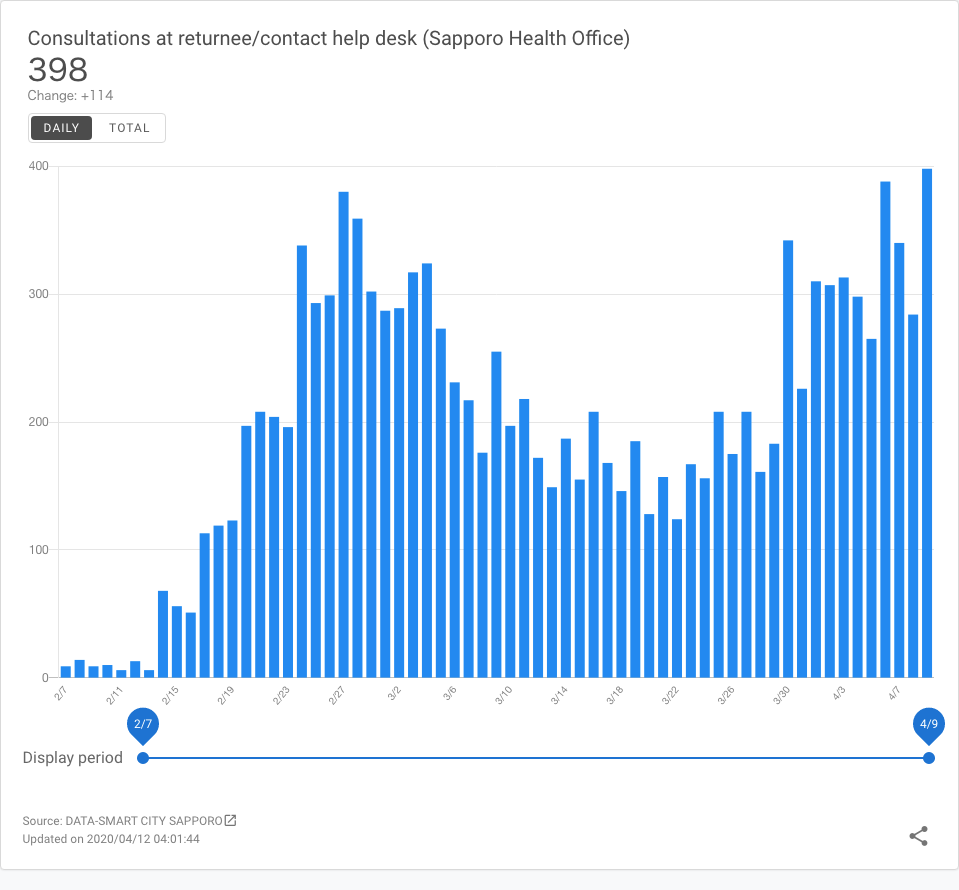 Consultations at returnee/contact help desk (Sapporo Health Office)
398
Change: +114
DAILY TOTAL
400
300
200
100
0
2/7 2/11 2/15 2/19 2/23 2/27 3/2 3/6 3/10 3/14 3/18 3/22 3/26 3/30 4/3 4/7
2/7 4/9
Display period
Source: DATA-SMART CITY SAPPORO
Updated on 2020/04/12 04:01:44